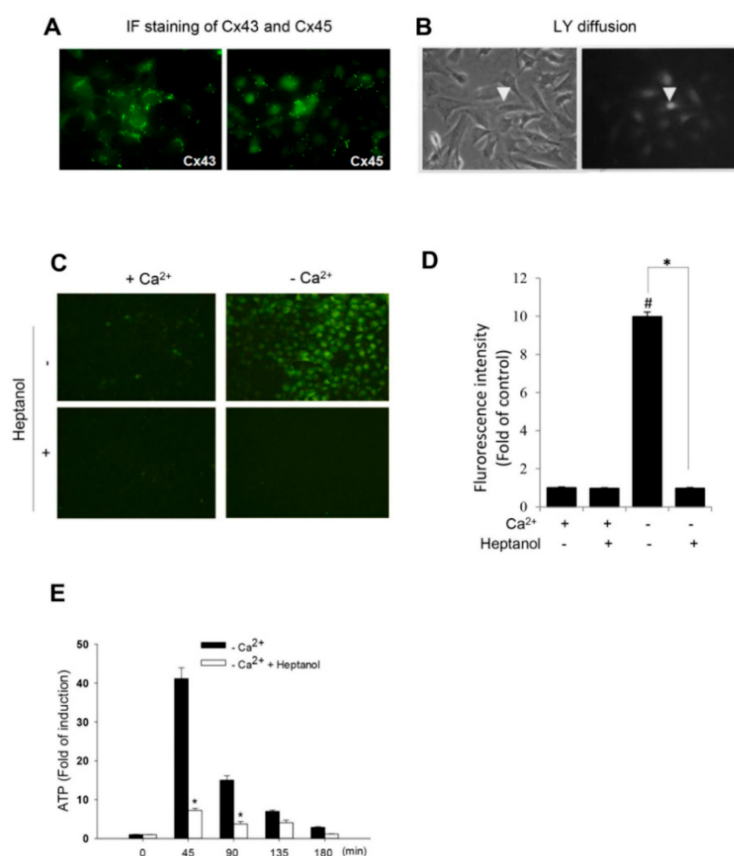 A IF staining of Cx43 and Cx45
Cx43 Cx45
B LY diffusion
C
+ Ca²⁺ - Ca²⁺
Heptanol
-
+
D
Flurorescence intensity
(Fold of control)
12
10
8
6
4
2
0
#
*
Ca²⁺ + + - -
Heptanol - + - +
E
ATP (Fold of induction)
50
40
30
20
10
0
- Ca²⁺
- Ca²⁺ + Heptanol
* *
0 45 90 135 180 (min)